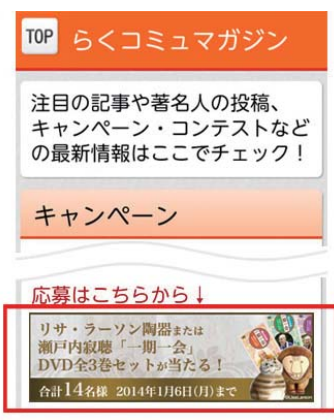 TOP らくコミュマガジン
注目の記事や著名人の投稿、
キャンペーン・コンテストなど
の最新情報はここでチェック！
キャンペーン
応募はこちらから↓
リサ・ラーソン陶器または
瀬戸内寂聴「一期一会」
DVD全3巻セットが当たる！
合計14名様 2014年1月6日(月)まで